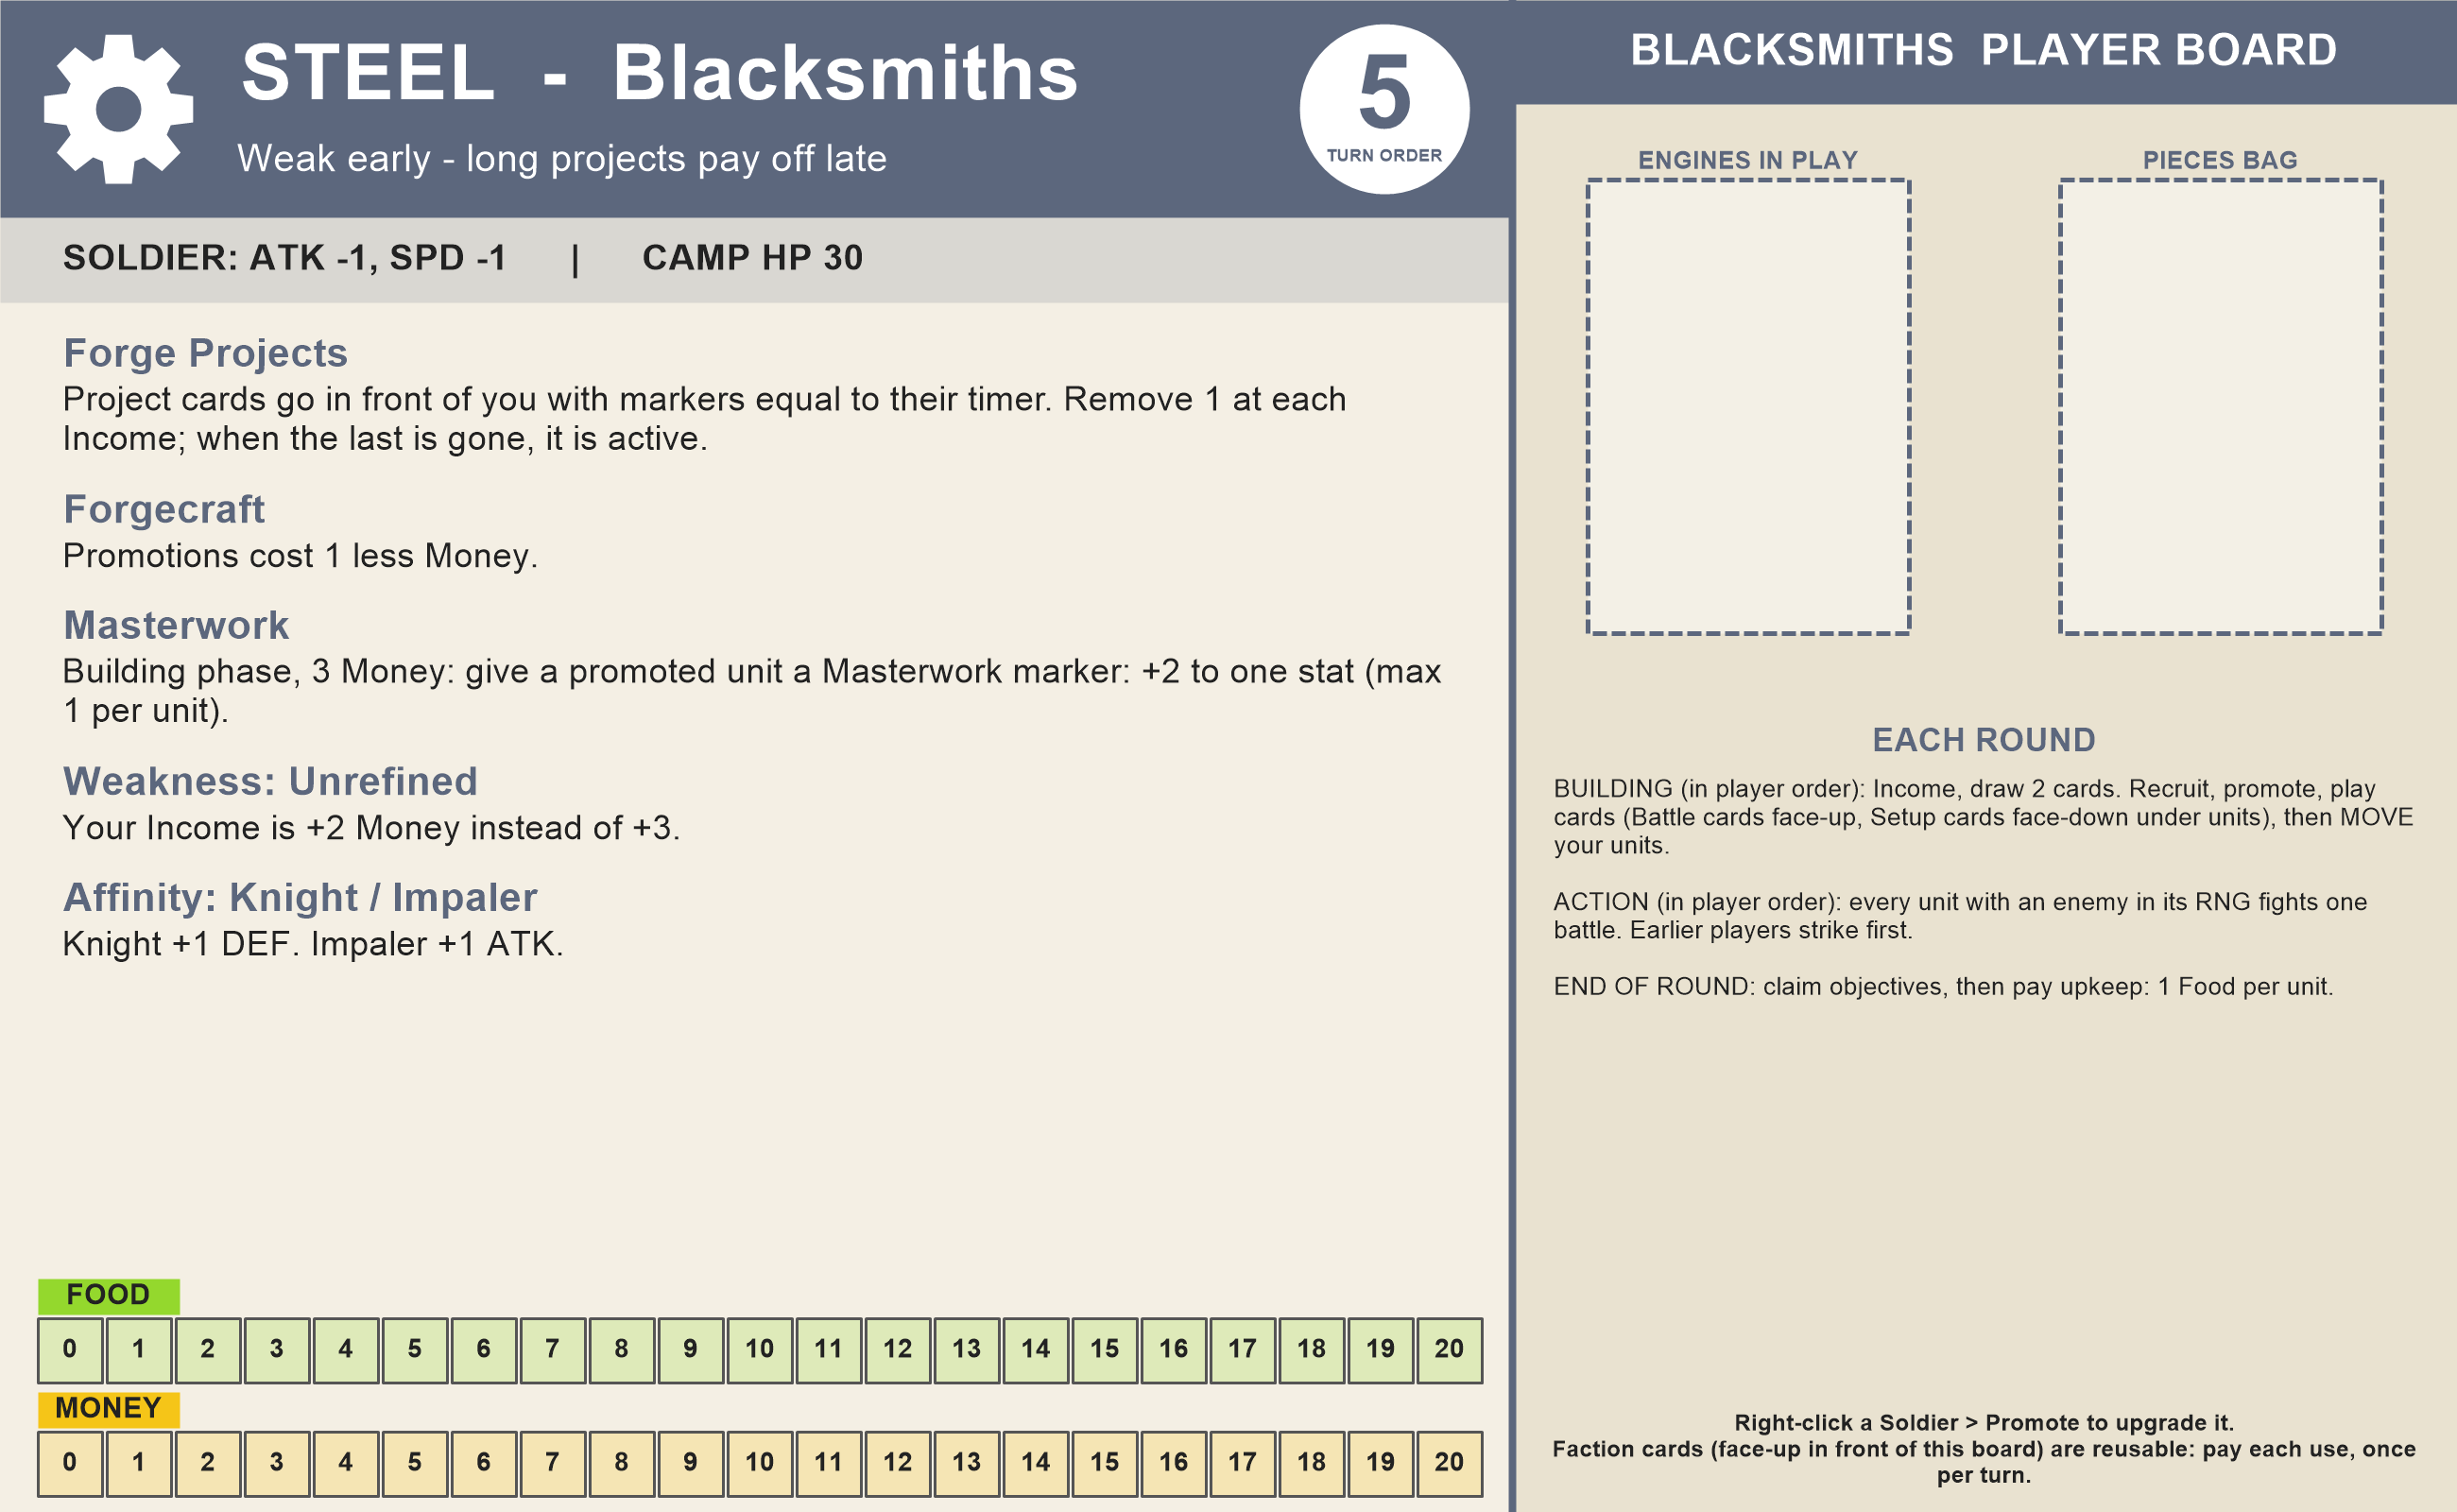 STEEL - Blacksmiths
Weak early - long projects pay off late
5
TURN ORDER
SOLDIER: ATK -1, SPD -1 | CAMP HP 30
Forge Projects
Project cards go in front of you with markers equal to their timer. Remove 1 at each
Income; when the last is gone, it is active.
Forgecraft
Promotions cost 1 less Money.
Masterwork
Building phase, 3 Money: give a promoted unit a Masterwork marker: +2 to one stat (max
1 per unit).
Weakness: Unrefined
Your Income is +2 Money instead of +3.
Affinity: Knight / Impaler
Knight +1 DEF. Impaler +1 ATK.
FOOD
0 1 2 3 4 5 6 7 8 9 10 11 12 13 14 15 16 17 18 19 20
MONEY
0 1 2 3 4 5 6 7 8 9 10 11 12 13 14 15 16 17 18 19 20
BLACKSMITHS PLAYER BOARD
ENGINES IN PLAY
PIECES BAG
EACH ROUND
BUILDING (in player order): Income, draw 2 cards. Recruit, promote, play
cards (Battle cards face-up, Setup cards face-down under units), then MOVE
your units.
ACTION (in player order): every unit with an enemy in its RNG fights one
battle. Earlier players strike first.
END OF ROUND: claim objectives, then pay upkeep: 1 Food per unit.
Right-click a Soldier > Promote to upgrade it.
Faction cards (face-up in front of this board) are reusable: pay each use, once
per turn.